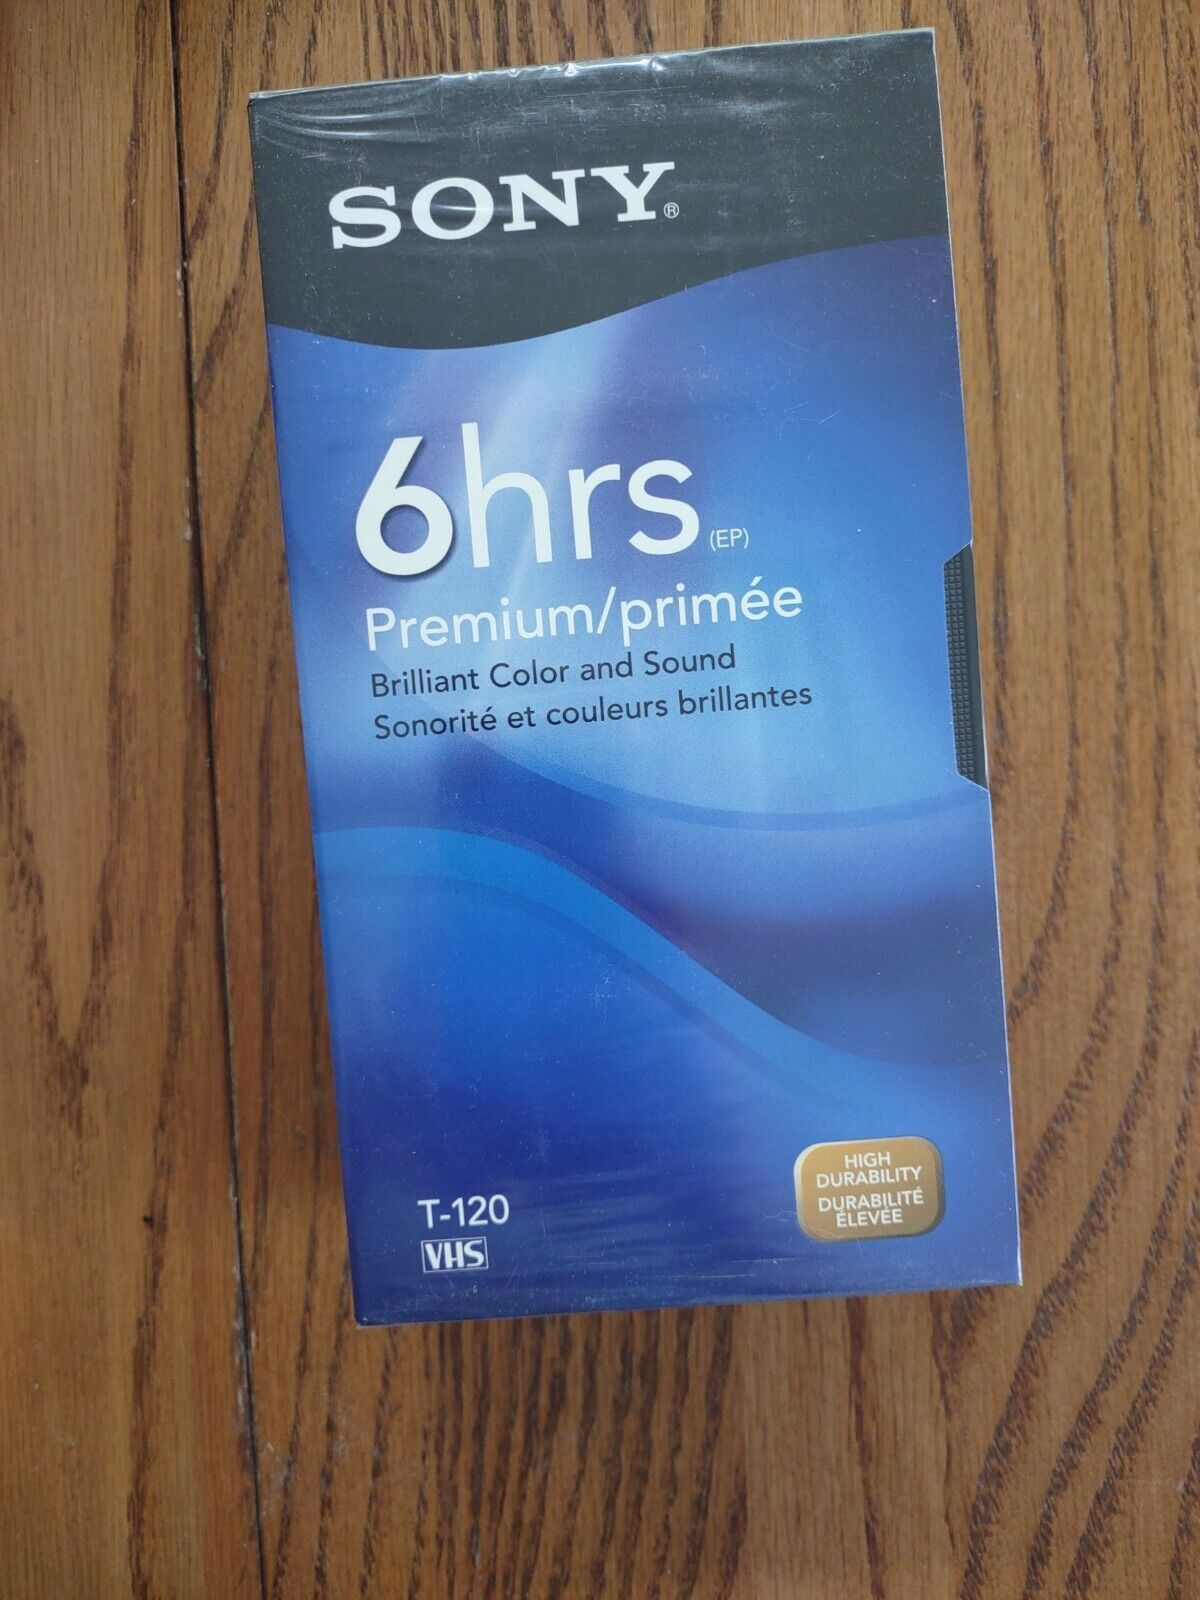 SONY®
6hrs (EP)
Premium/primée
Brilliant Color and Sound
Sonorité et couleurs brillantes
HIGH
DURABILITY
DURABILITÉ
ÉLEVÉE
T-120
VHS